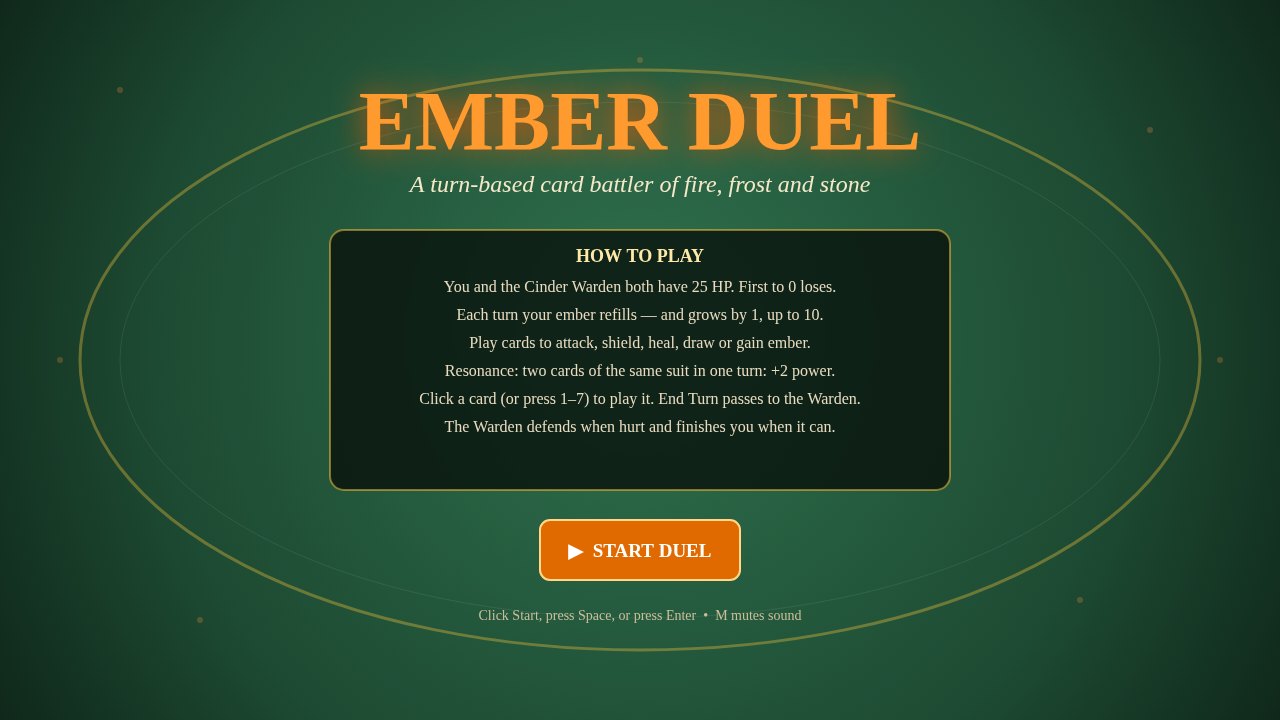 EMBER DUEL
A turn-based card battler of fire, frost and stone
HOW TO PLAY
You and the Cinder Warden both have 25 HP. First to 0 loses.
Each turn your ember refills — and grows by 1, up to 10.
Play cards to attack, shield, heal, draw or gain ember.
Resonance: two cards of the same suit in one turn: +2 power.
Click a card (or press 1–7) to play it. End Turn passes to the Warden.
The Warden defends when hurt and finishes you when it can.
▶ START DUEL
Click Start, press Space, or press Enter • M mutes sound